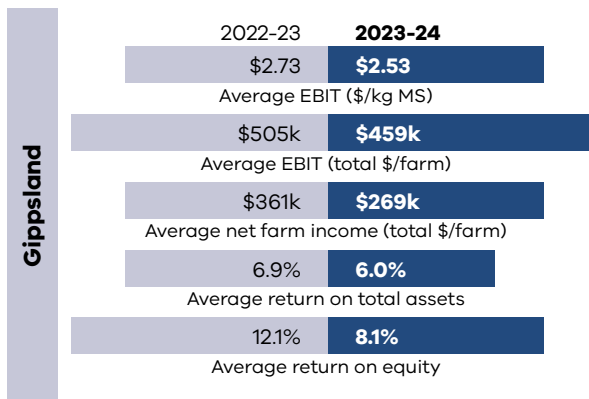 Gippsland
2022-23 2023-24
$2.73 $2.53
Average EBIT ($/kg MS)
$505k $459k
Average EBIT (total $/farm)
$361k $269k
Average net farm income (total $/farm)
6.9% 6.0%
Average return on total assets
12.1% 8.1%
Average return on equity